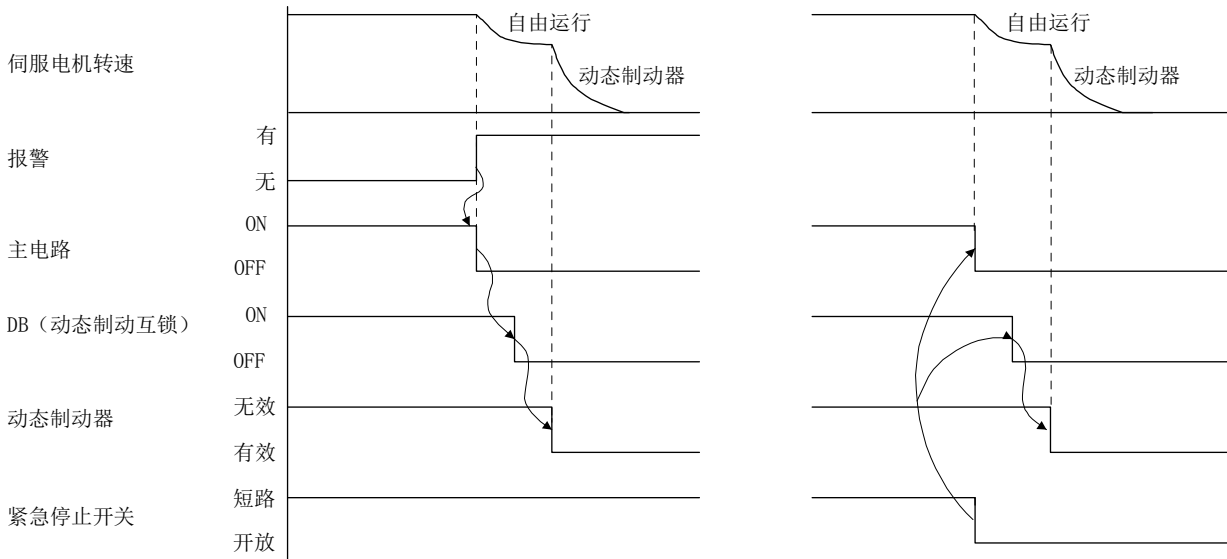 自由运行
自由运行
伺服电机转速
动态制动器
动态制动器
有
报警
无
ON
主电路
OFF
ON
DB（动态制动互锁）
OFF
无效
动态制动器
有效
短路
紧急停止开关
开放